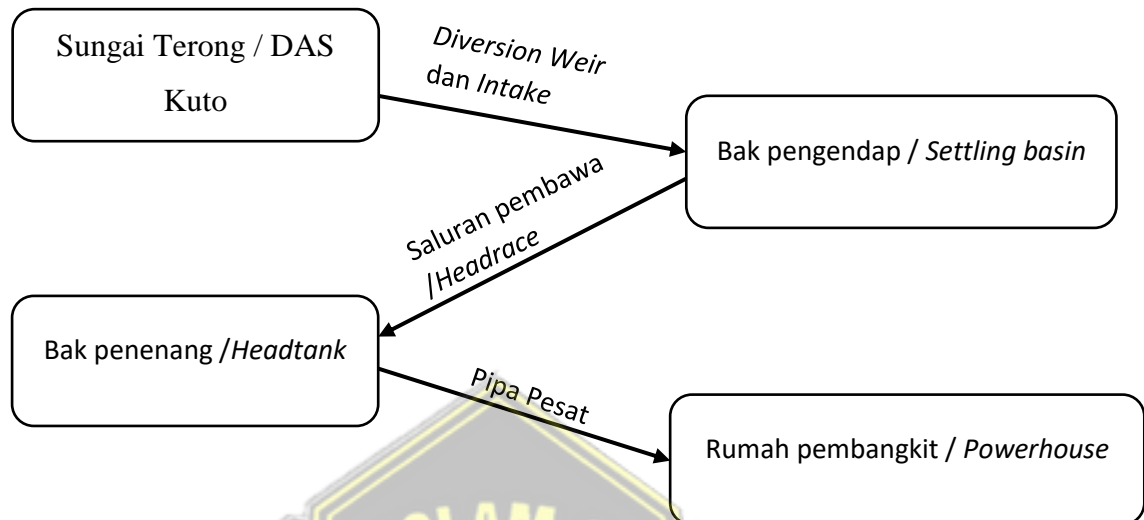 Sungai Terong / DAS
Kuto
Diversion Weir
dan Intake
Bak pengendap / Settling basin
Saluran pembawa
/Headrace
Bak penenang /Headtank
Pipa Pesat
Rumah pembangkit / Powerhouse